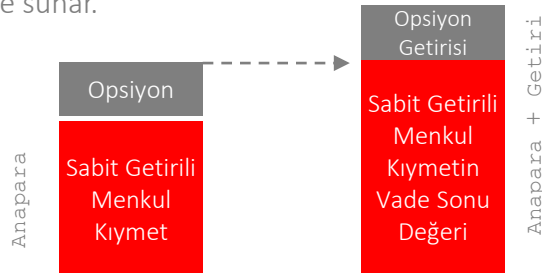 e sunar.
Opsiyon
Sabit Getirili
Menkul
Kıymet
Anapara
Opsiyon
Getirisi
Sabit Getirili
Menkul
Kıymetin
Vade Sonu
Değeri
Anapara + Getiri